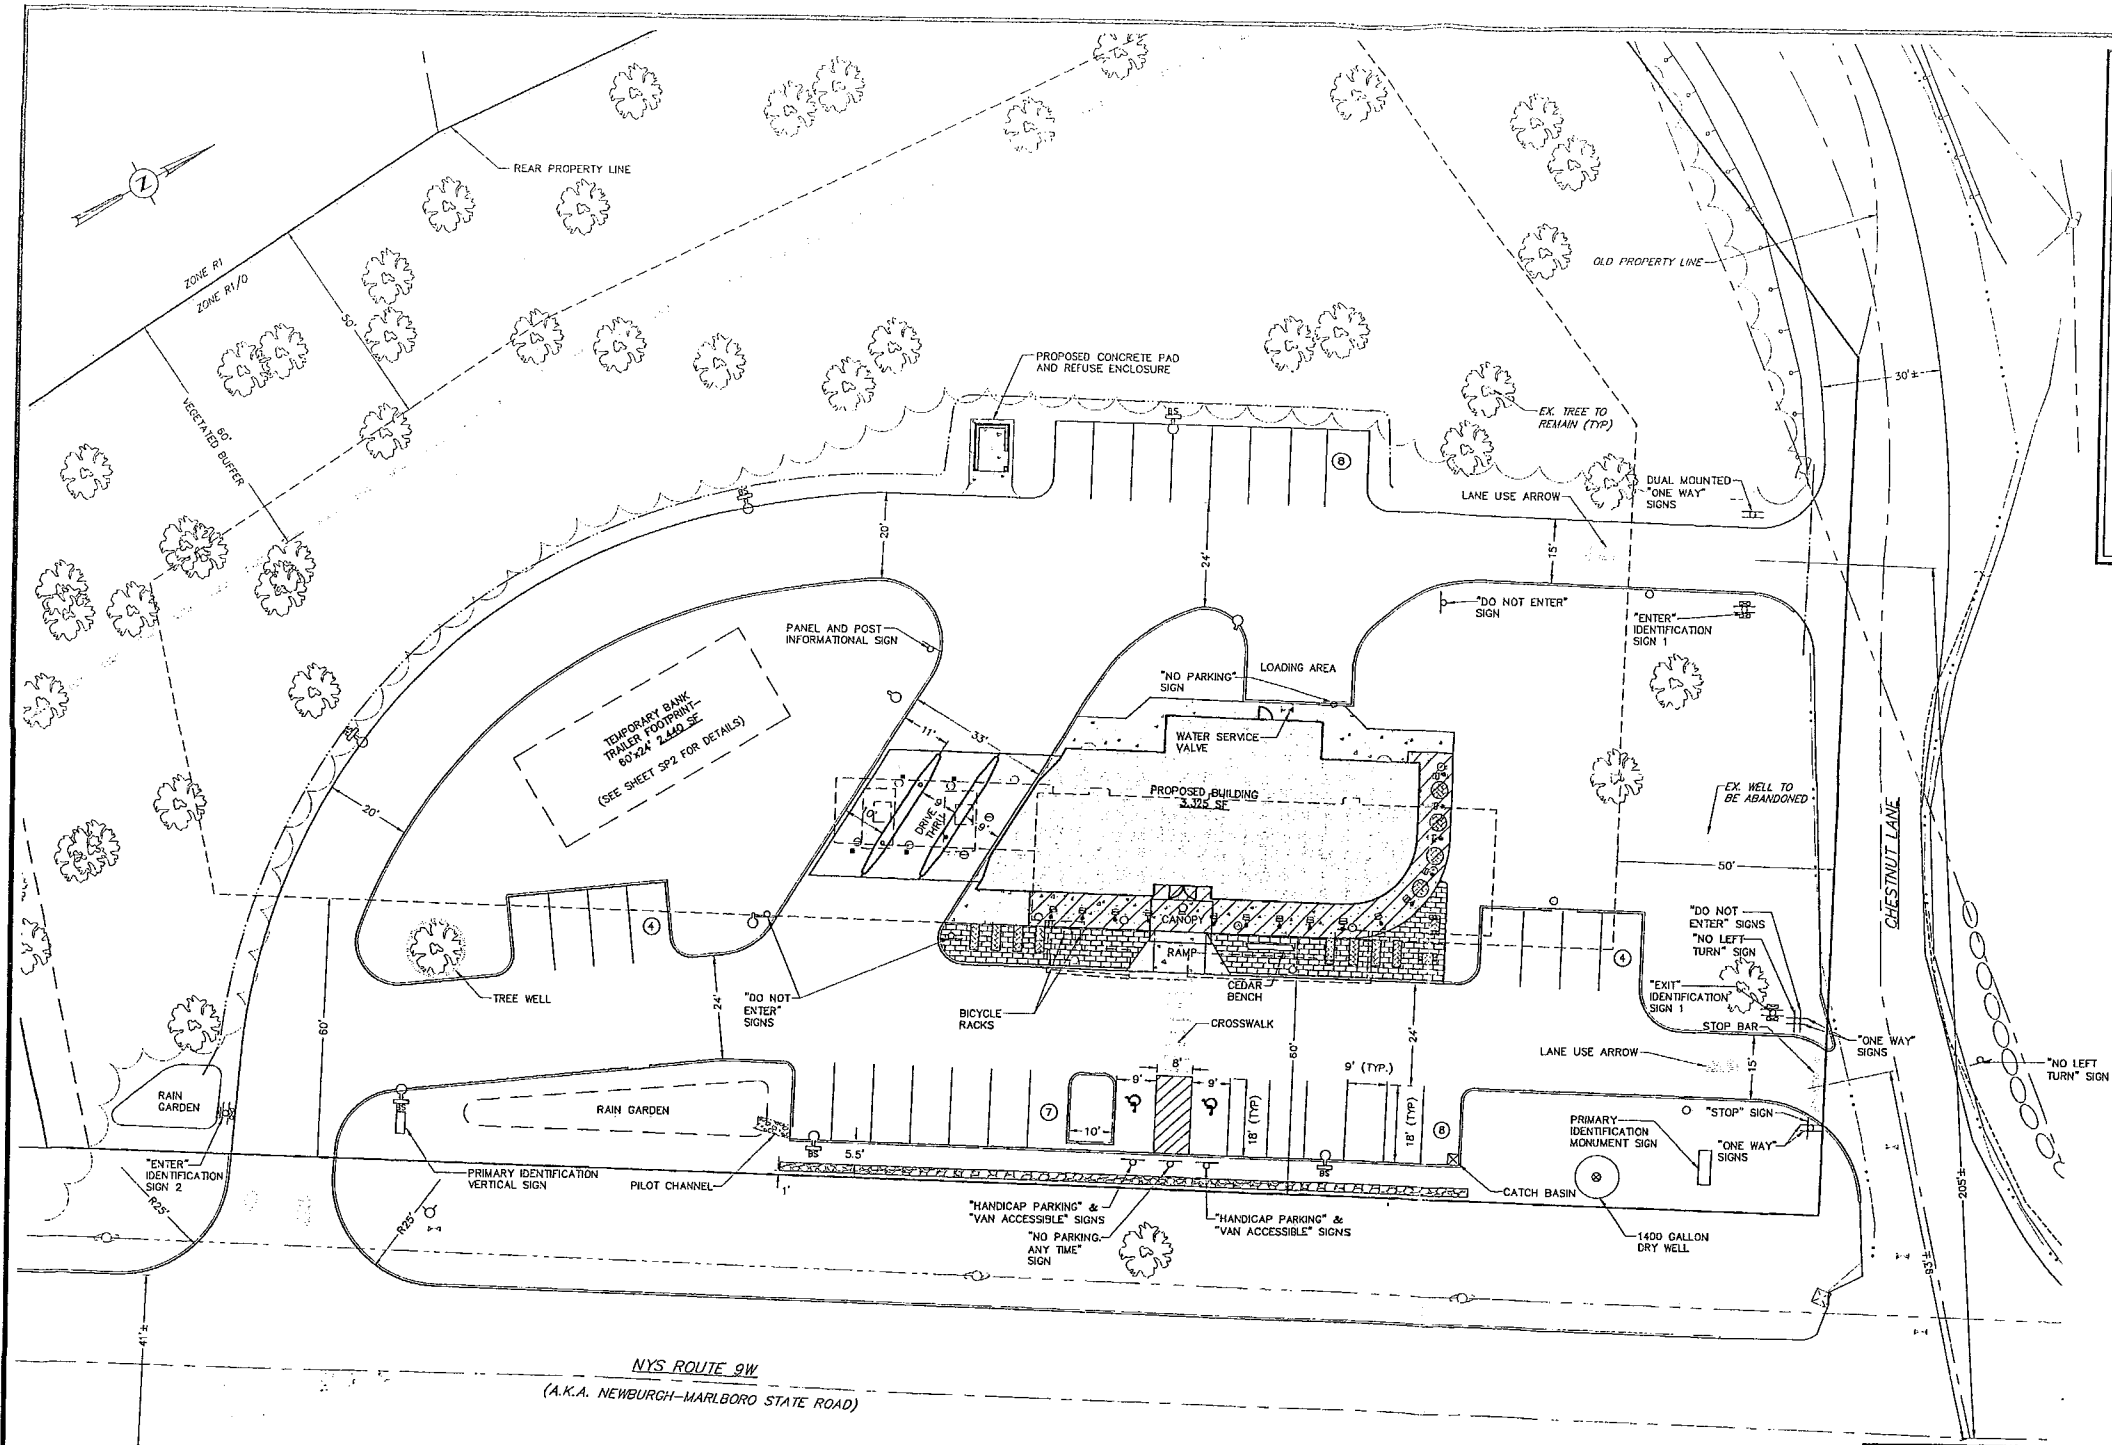 REAR PROPERTY LINE
Z
ZONE R1
ZONE R1/O
50'
60'
VEGETATED BUFFER
OLD PROPERTY LINE
30'±
PROPOSED CONCRETE PAD
AND REFUSE ENCLOSURE
BS
8
EX. TREE TO
REMAIN (TYP)
LANE USE ARROW
DUAL MOUNTED
"ONE WAY"
SIGNS
BS
20'
24'
15'
"DO NOT ENTER"
SIGN
"ENTER"
IDENTIFICATION
SIGN 1
PANEL AND POST
INFORMATIONAL SIGN
LOADING AREA
"NO PARKING"
SIGN
TEMPORARY BANK
TRAILER FOOTPRINT-
60'x24' 2,440 SF
(SEE SHEET SP2 FOR DETAILS)
11'
33'
WATER SERVICE
VALVE
PROPOSED BUILDING
3,325 SF
DRIVE
THRU
9'
9'
20'
EX. WELL TO
BE ABANDONED
50'
CHESTNUT LANE
4
CANOPY
RAMP
"DO NOT
ENTER" SIGNS
"NO LEFT
TURN" SIGN
4
TREE WELL
24'
"DO NOT
ENTER"
SIGNS
BICYCLE
RACKS
CEDAR
BENCH
CROSSWALK
60'
24'
"EXIT"
IDENTIFICATION
SIGN 1
STOP BAR
"ONE WAY"
SIGNS
"NO LEFT
TURN" SIGN
LANE USE ARROW
15'
60'
RAIN
GARDEN
RAIN GARDEN
7
10'
9'
8'
9'
18' (TYP)
9' (TYP.)
18' (TYP)
8
"STOP" SIGN
PRIMARY
IDENTIFICATION
MONUMENT SIGN
"ONE WAY"
SIGNS
"ENTER"
IDENTIFICATION
SIGN 2
R25'
PRIMARY IDENTIFICATION
VERTICAL SIGN
R25'
PILOT CHANNEL
BS
5.5'
1'
BS
CATCH BASIN
"HANDICAP PARKING" &
"VAN ACCESSIBLE" SIGNS
"NO PARKING
ANY TIME"
SIGN
"HANDICAP PARKING" &
"VAN ACCESSIBLE" SIGNS
1400 GALLON
DRY WELL
205'±
93'±
41'±
NYS ROUTE 9W
(A.K.A. NEWBURGH-MARLBORO STATE ROAD)